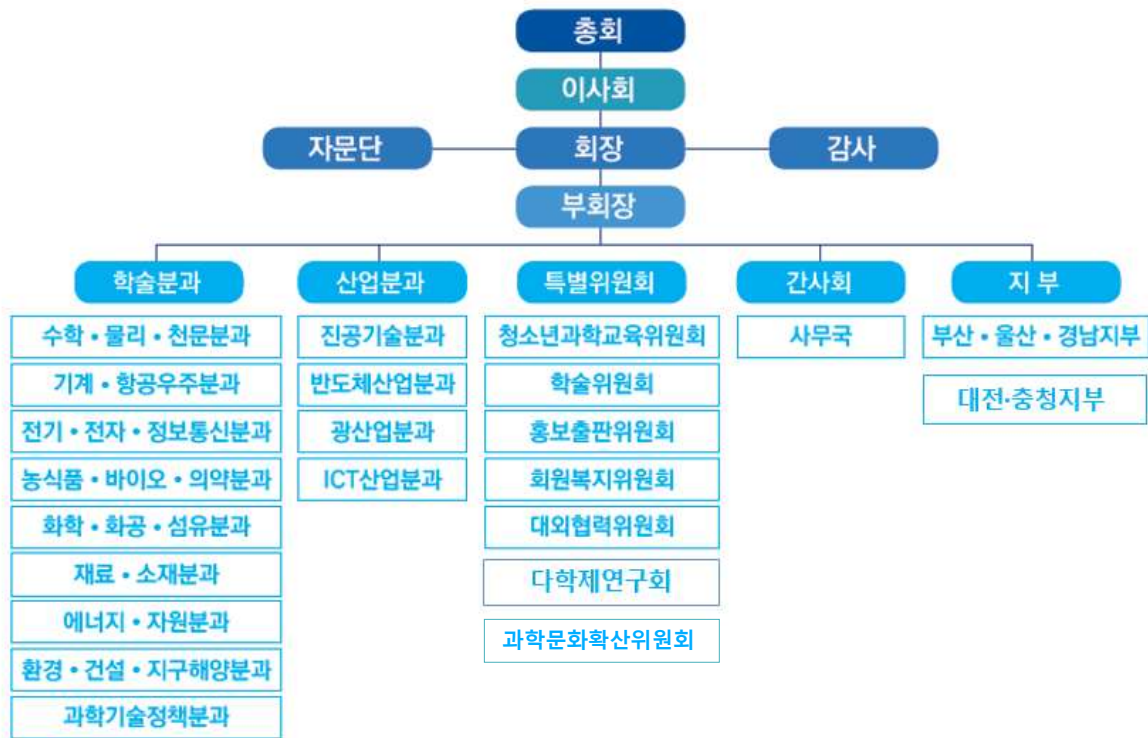 총회
이사회
자문단
회장
감사
부회장
학술분과
수학 • 물리 • 천문분과
기계 • 항공우주분과
전기 • 전자 • 정보통신분과
농식품 • 바이오 • 의약분과
화학 • 화공 • 섬유분과
재료 • 소재분과
에너지 • 자원분과
환경 • 건설 • 지구해양분과
과학기술정책분과
산업분과
진공기술분과
반도체산업분과
광산업분과
ICT산업분과
특별위원회
청소년과학교육위원회
학술위원회
홍보출판위원회
회원복지위원회
대외협력위원회
다학제연구회
과학문화확산위원회
간사회
사무국
지 부
부산 • 울산 • 경남지부
대전·충청지부